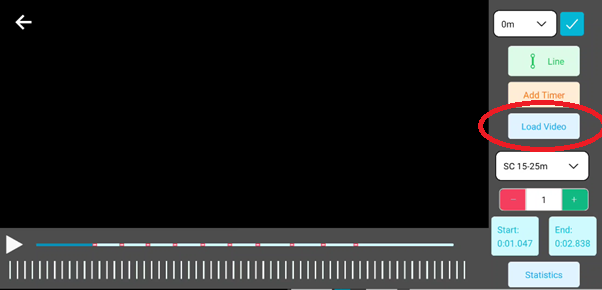 0m
Line
Add Timer
Load Video
SC 15-25m
1
Start:
0:01.047
End:
0:02.838
Statistics